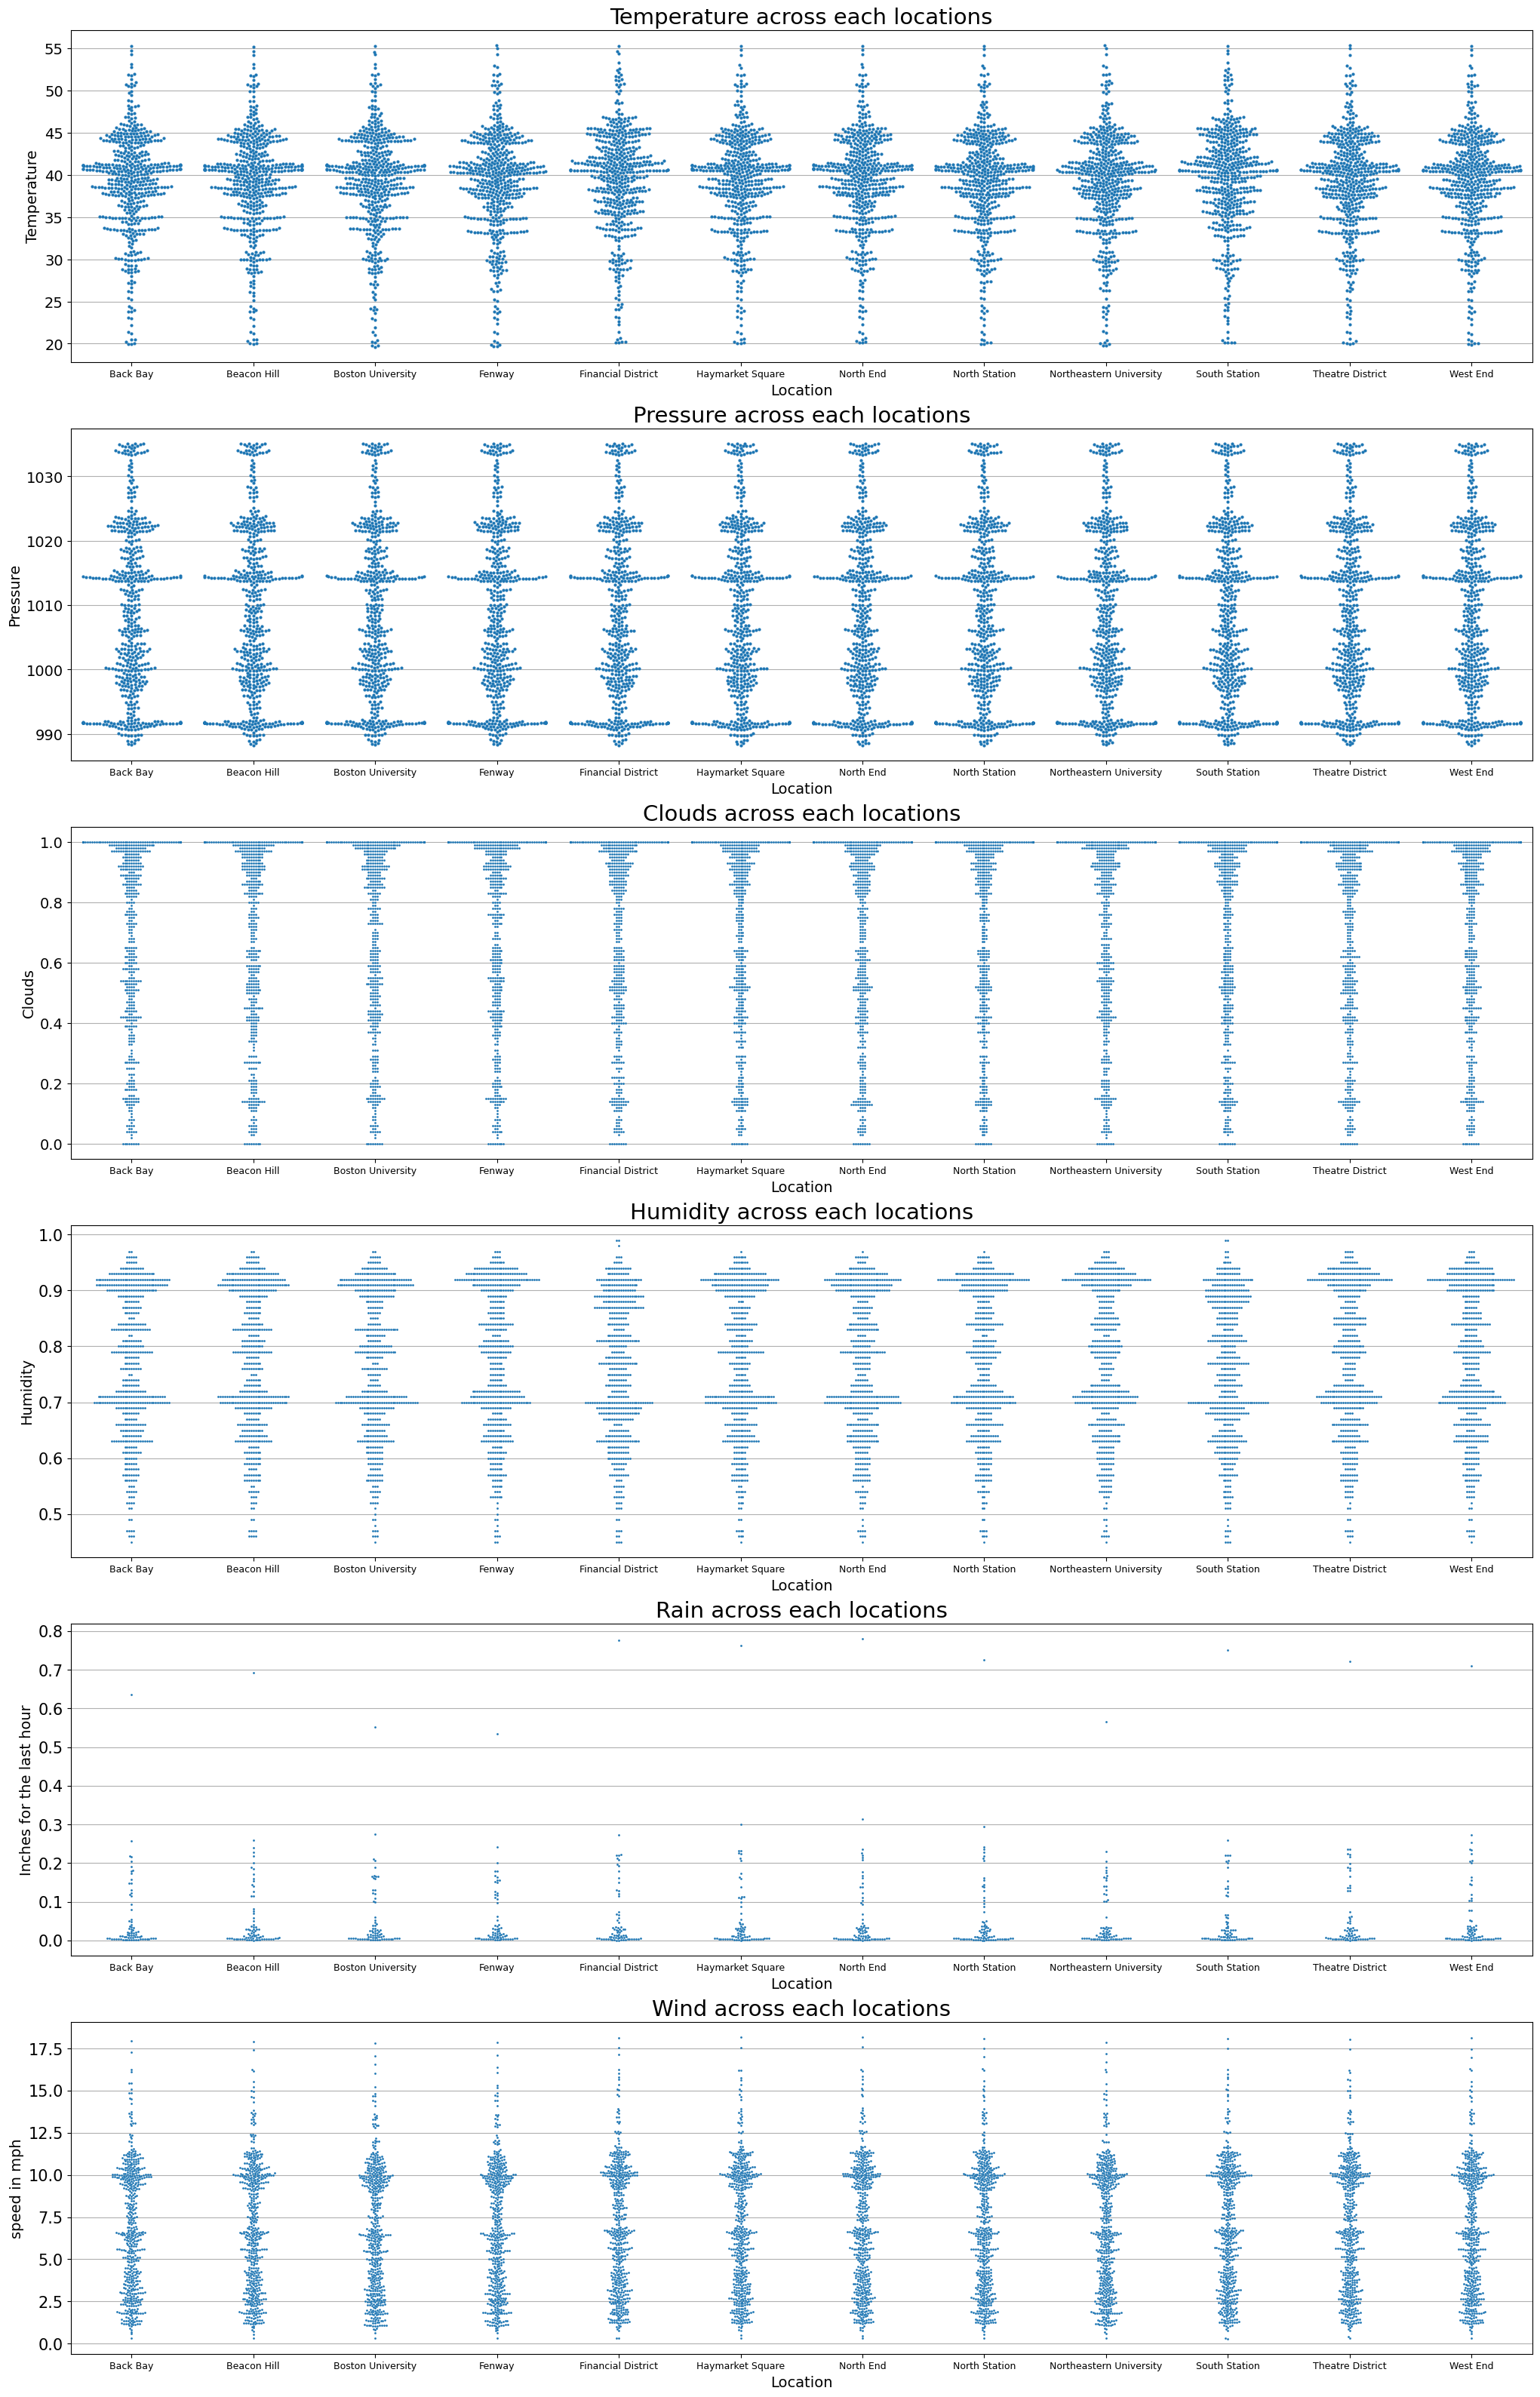 Temperature across each locations
Temperature
55
50
45
40
35
30
25
20
Back Bay Beacon Hill Boston University Fenway Financial District Haymarket Square North End North Station Northeastern University South Station Theatre District West End
Location
Pressure across each locations
Pressure
1030
1020
1010
1000
990
Back Bay Beacon Hill Boston University Fenway Financial District Haymarket Square North End North Station Northeastern University South Station Theatre District West End
Location
Clouds across each locations
Clouds
1.0
0.8
0.6
0.4
0.2
0.0
Back Bay Beacon Hill Boston University Fenway Financial District Haymarket Square North End North Station Northeastern University South Station Theatre District West End
Location
Humidity across each locations
Humidity
1.0
0.9
0.8
0.7
0.6
0.5
Back Bay Beacon Hill Boston University Fenway Financial District Haymarket Square North End North Station Northeastern University South Station Theatre District West End
Location
Rain across each locations
Inches for the last hour
0.8
0.7
0.6
0.5
0.4
0.3
0.2
0.1
0.0
Back Bay Beacon Hill Boston University Fenway Financial District Haymarket Square North End North Station Northeastern University South Station Theatre District West End
Location
Wind across each locations
speed in mph
17.5
15.0
12.5
10.0
7.5
5.0
2.5
0.0
Back Bay Beacon Hill Boston University Fenway Financial District Haymarket Square North End North Station Northeastern University South Station Theatre District West End
Location